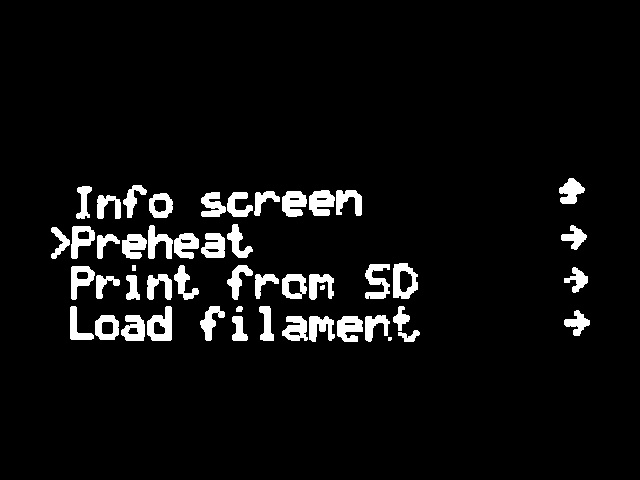 Info screen ⬏
>Preheat →
Print from SD →
Load filament →